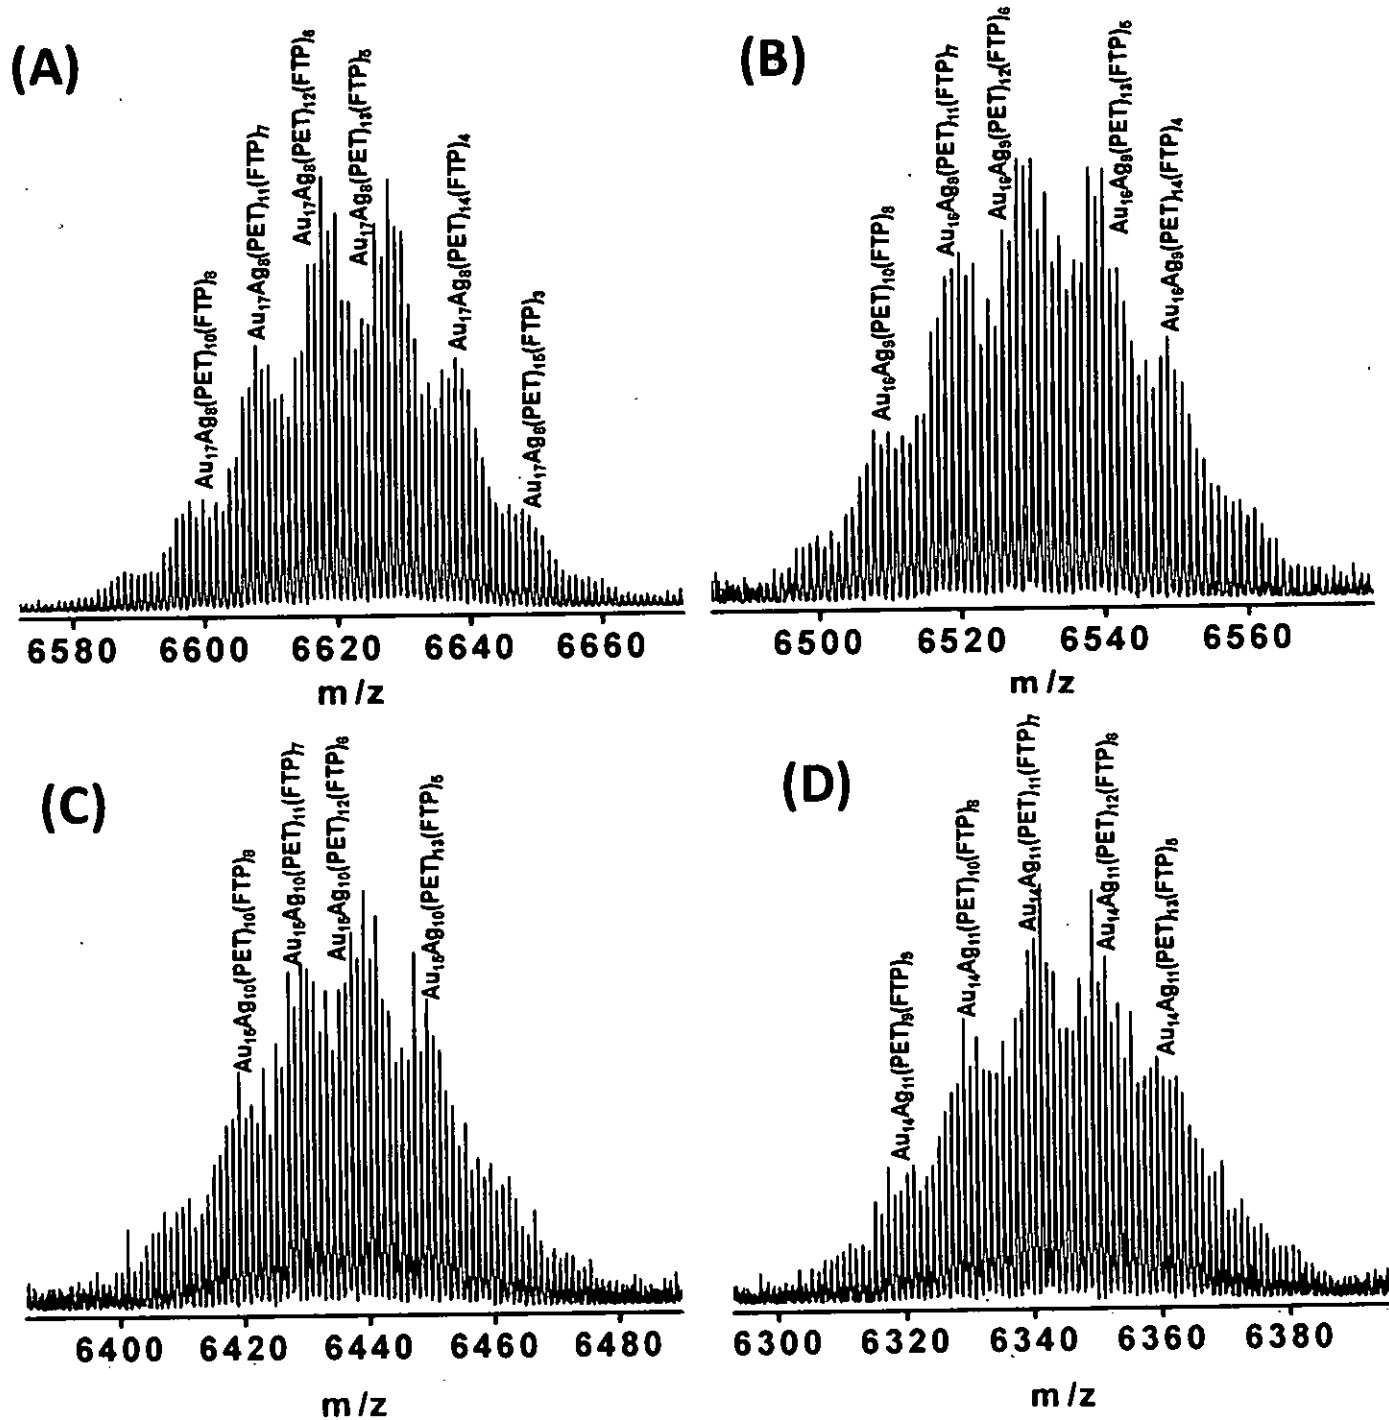 (A)
Au₁₇Ag₈(PET)₁₀(FTP)₈
Au₁₇Ag₈(PET)₁₁(FTP)₇
Au₁₇Ag₈(PET)₁₂(FTP)₆
Au₁₇Ag₈(PET)₁₃(FTP)₅
Au₁₇Ag₈(PET)₁₄(FTP)₄
Au₁₇Ag₈(PET)₁₅(FTP)₃
6580 6600 6620 6640 6660
m/z
(B)
Au₁₆Ag₉(PET)₁₀(FTP)₈
Au₁₆Ag₉(PET)₁₁(FTP)₇
Au₁₆Ag₉(PET)₁₂(FTP)₆
Au₁₆Ag₉(PET)₁₃(FTP)₅
Au₁₆Ag₉(PET)₁₄(FTP)₄
6500 6520 6540 6560
m/z
(C)
Au₁₅Ag₁₀(PET)₁₀(FTP)₈
Au₁₅Ag₁₀(PET)₁₁(FTP)₇
Au₁₅Ag₁₀(PET)₁₂(FTP)₆
Au₁₅Ag₁₀(PET)₁₃(FTP)₅
6400 6420 6440 6460 6480
m/z
(D)
Au₁₄Ag₁₁(PET)₉(FTP)₉
Au₁₄Ag₁₁(PET)₁₀(FTP)₈
Au₁₄Ag₁₁(PET)₁₁(FTP)₇
Au₁₄Ag₁₁(PET)₁₂(FTP)₆
Au₁₄Ag₁₁(PET)₁₃(FTP)₅
6300 6320 6340 6360 6380
m/z